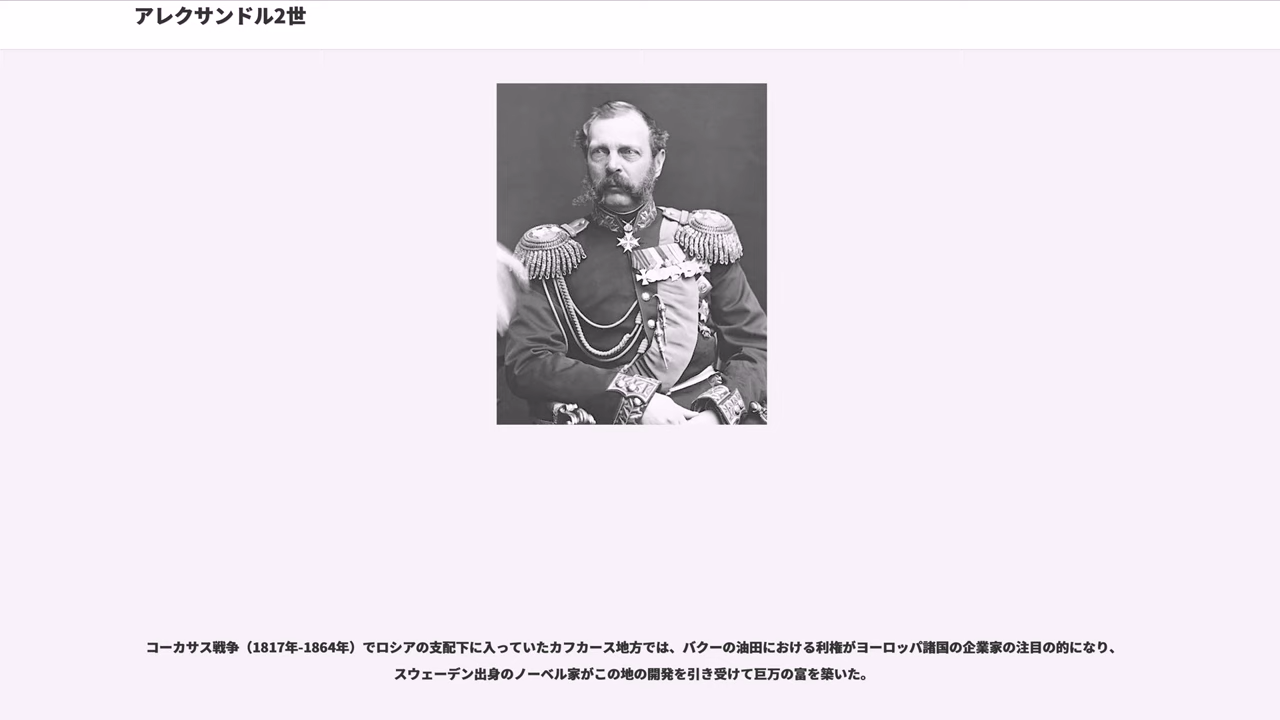 アレクサンドル2世
コーカサス戦争（1817年-1864年）でロシアの支配下に入っていたカフカース地方では、バクーの油田における利権がヨーロッパ諸国の企業家の注目の的になり、
スウェーデン出身のノーベル家がこの地の開発を引き受けて巨万の富を築いた。